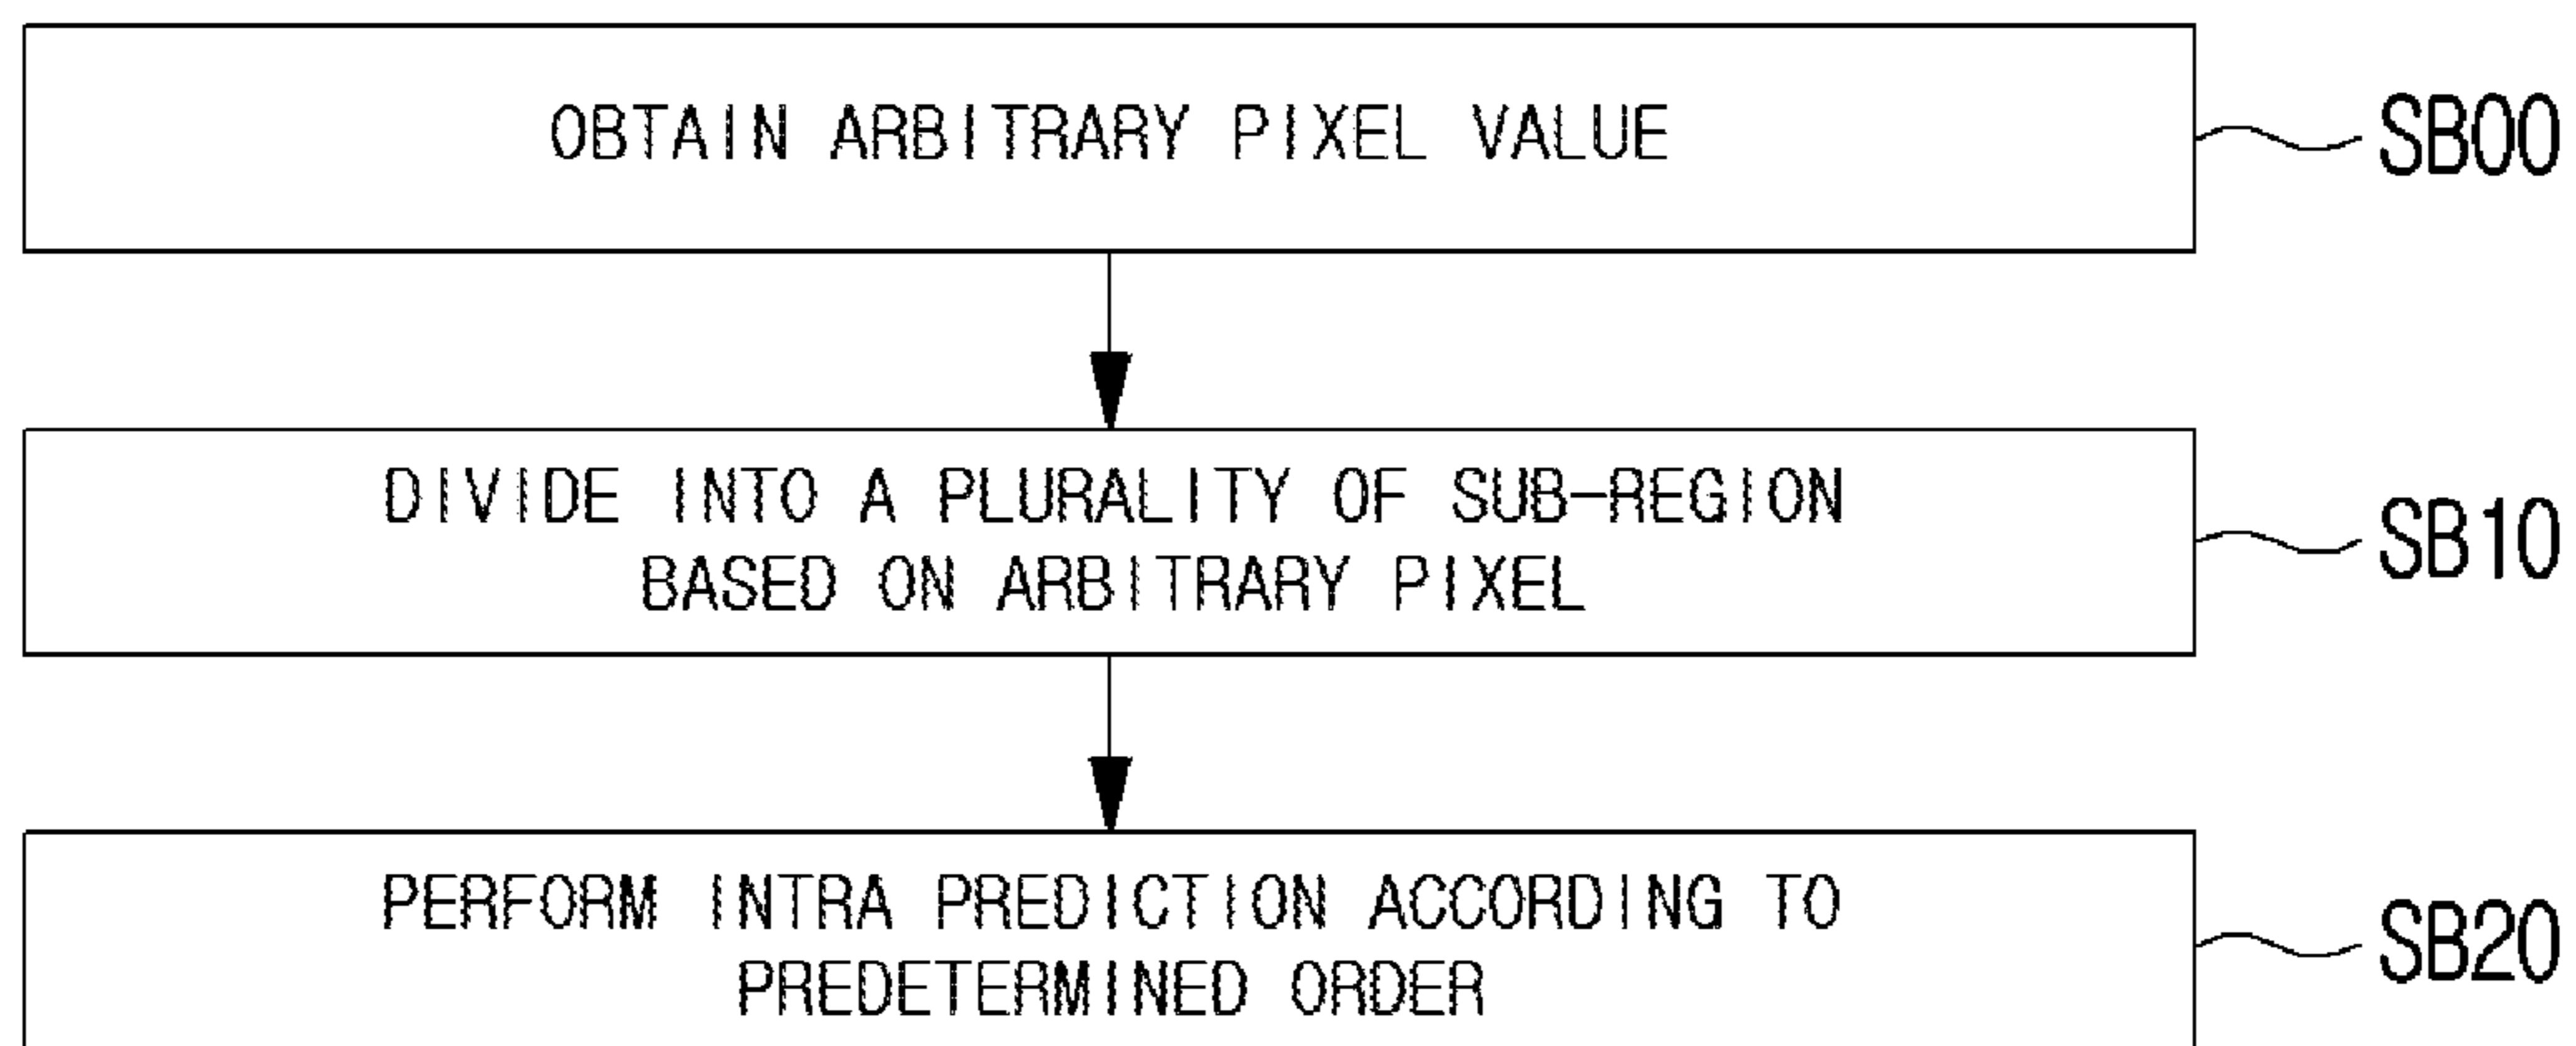 OBTAIN ARBITRARY PIXEL VALUE
SB00
DIVIDE INTO A PLURALITY OF SUB-REGION
BASED ON ARBITRARY PIXEL
SB10
PERFORM INTRA PREDICTION ACCORDING TO
PREDETERMINED ORDER
SB20